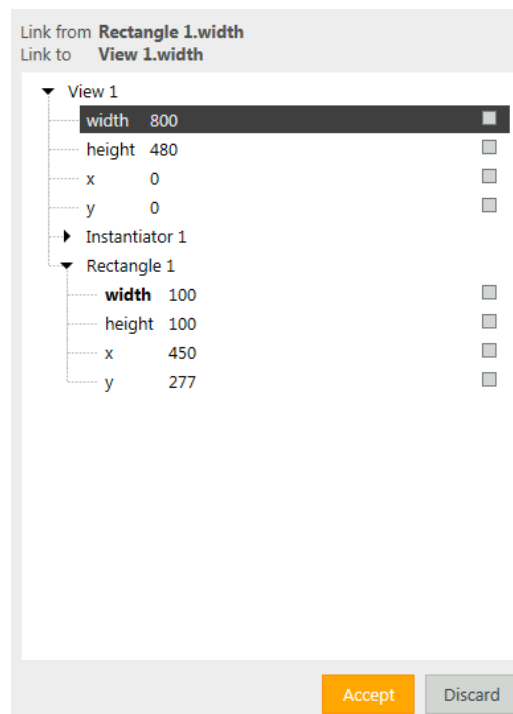 Link from Rectangle 1.width
Link to View 1.width
View 1
width 800
height 480
x 0
y 0
Instantiator 1
Rectangle 1
width 100
height 100
x 450
y 277
Accept Discard